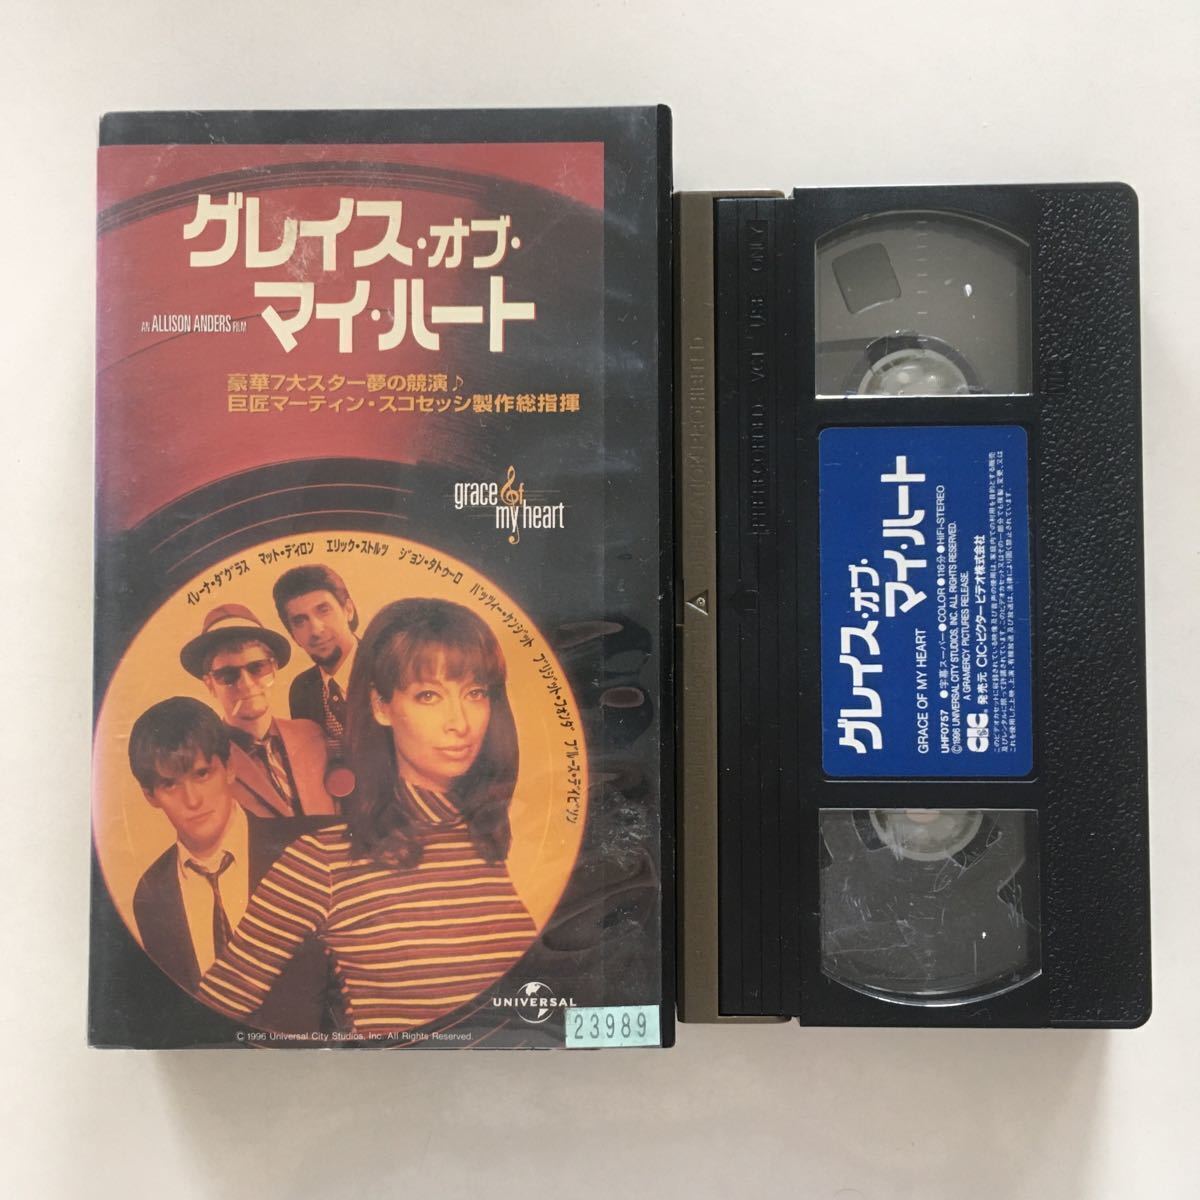 グレイス・オブ・
マイ・ハート
AN ALLISON ANDERS FILM
豪華7大スター夢の競演♪
巨匠マーティン・スコセッシ製作総指揮
grace of
my heart
イレーナ・ダグラス マット・ディロン エリック・ストルツ ジョン・タトゥーロ パッツィー・ケンジット ブリジット・フォンダ ブルース・デイビソン
UNIVERSAL
C 1996 Universal City Studios, Inc. All Rights Reserved.
23989
グレイス・オブ・
マイ・ハート
GRACE OF MY HEART
UHF0757 ●字幕スーパー●COLOR●116分●HiFi-STEREO
©1996 UNIVERSAL CITY STUDIOS, INC. ALL RIGHTS RESERVED.
A GRAMERCY PICTURES RELEASE.
CIC 発売元 CIC・ビクター ビデオ株式会社